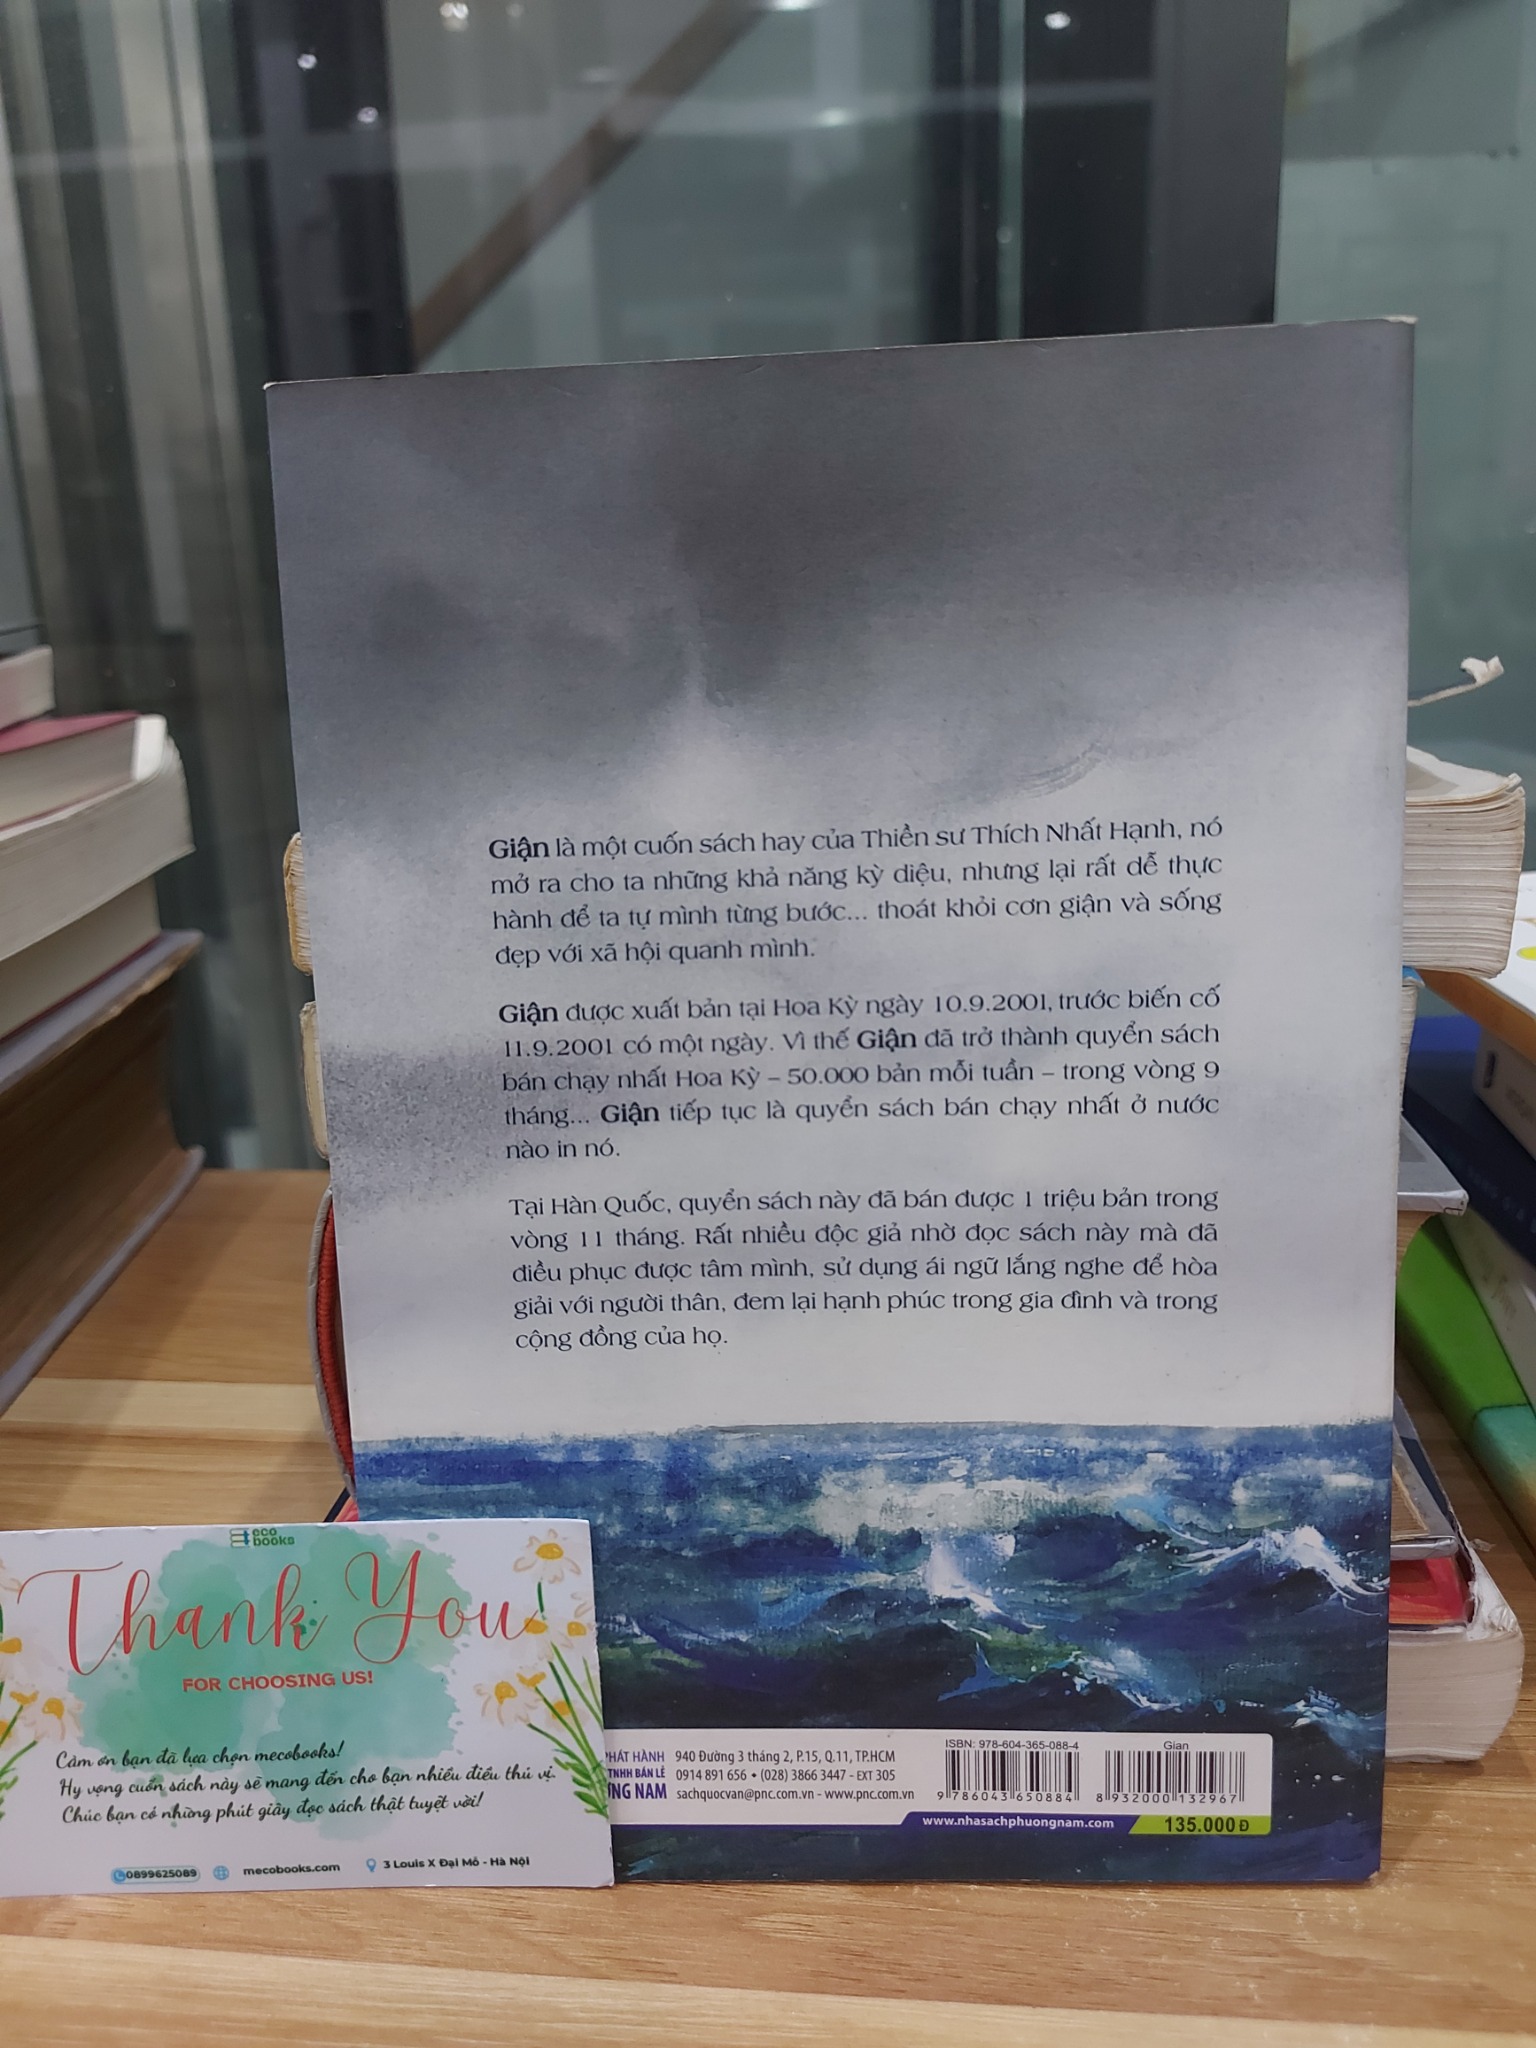 Giận là một cuốn sách hay của Thiền sư Thích Nhất Hạnh, nó
mở ra cho ta những khả năng kỳ diệu, nhưng lại rất dễ thực
hành để ta tự mình từng bước... thoát khỏi cơn giận và sống
đẹp với xã hội quanh mình.
Giận được xuất bản tại Hoa Kỳ ngày 10.9.2001, trước biến cố
11.9.2001 có một ngày. Vì thế Giận đã trở thành quyển sách
bán chạy nhất Hoa Kỳ – 50.000 bản mỗi tuần – trong vòng 9
tháng... Giận tiếp tục là quyển sách bán chạy nhất ở nước
nào in nó.
Tại Hàn Quốc, quyển sách này đã bán được 1 triệu bản trong
vòng 11 tháng. Rất nhiều độc giả nhờ đọc sách này mà đã
điều phục được tâm mình, sử dụng ái ngữ lắng nghe để hòa
giải với người thân, đem lại hạnh phúc trong gia đình và trong
cộng đồng của họ.
eco
books
Thank You
FOR CHOOSING US!
Cảm ơn bạn đã lựa chọn mecobooks!
Hy vọng cuốn sách này sẽ mang đến cho bạn nhiều điều thú vị.
Chúc bạn có những phút giây đọc sách thật tuyệt vời!
0899625089 mecobooks.com 3 Louis X Đại Mỗ - Hà Nội
PHÁT HÀNH 940 Đường 3 tháng 2, P.15, Q.11, TP.HCM
TNHH BÁN LẺ 0914 891 656 • (028) 3866 3447 - EXT 305
NG NAM sachquocvan@pnc.com.vn - www.pnc.com.vn
ISBN: 978-604-365-088-4
9 786043 650884
Gian
8 932000 132967
www.nhasachphuongnam.com
135.000 Đ